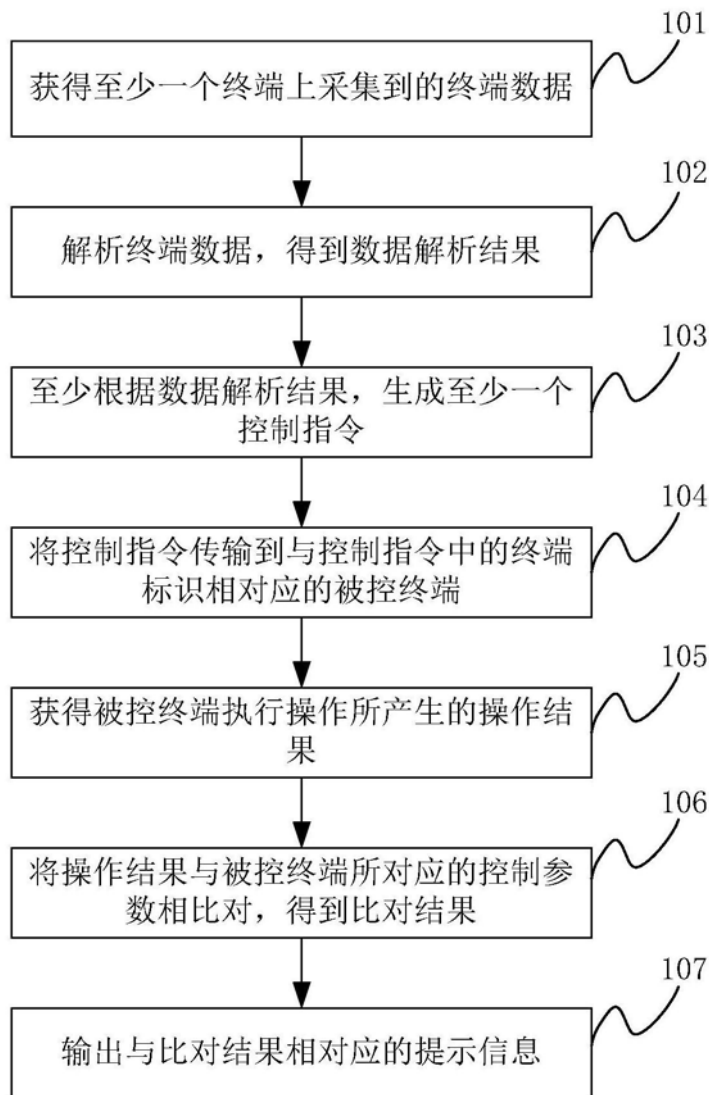 101
获得至少一个终端上采集到的终端数据
102
解析终端数据，得到数据解析结果
103
至少根据数据解析结果，生成至少一个
控制指令
104
将控制指令传输到与控制指令中的终端
标识相对应的被控终端
105
获得被控终端执行操作所产生的操作结
果
106
将操作结果与被控终端所对应的控制参
数相比对，得到比对结果
107
输出与比对结果相对应的提示信息